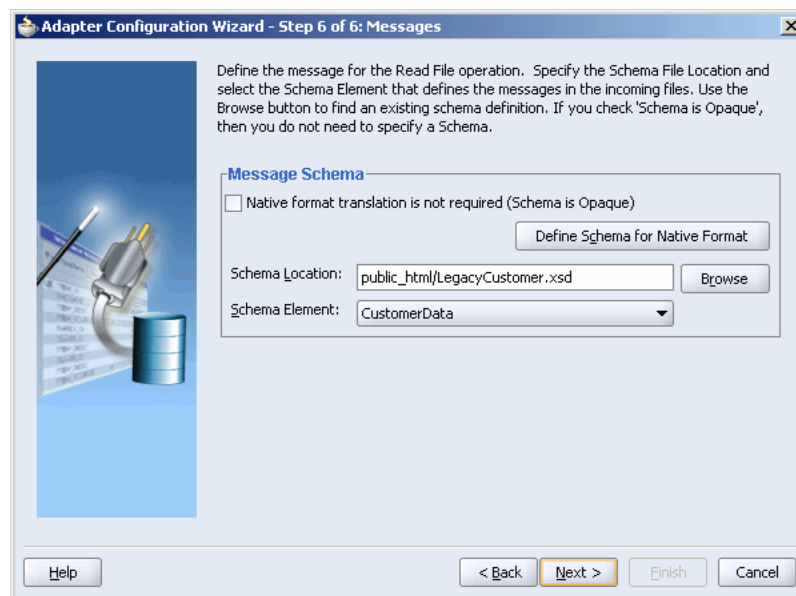 Adapter Configuration Wizard - Step 6 of 6: Messages
Define the message for the Read File operation. Specify the Schema File Location and
select the Schema Element that defines the messages in the incoming files. Use the
Browse button to find an existing schema definition. If you check 'Schema is Opaque',
then you do not need to specify a Schema.
Message Schema
Native format translation is not required (Schema is Opaque)
Define Schema for Native Format
Schema Location: public_html/LegacyCustomer.xsd Browse
Schema Element: CustomerData
Help < Back Next > Finish Cancel